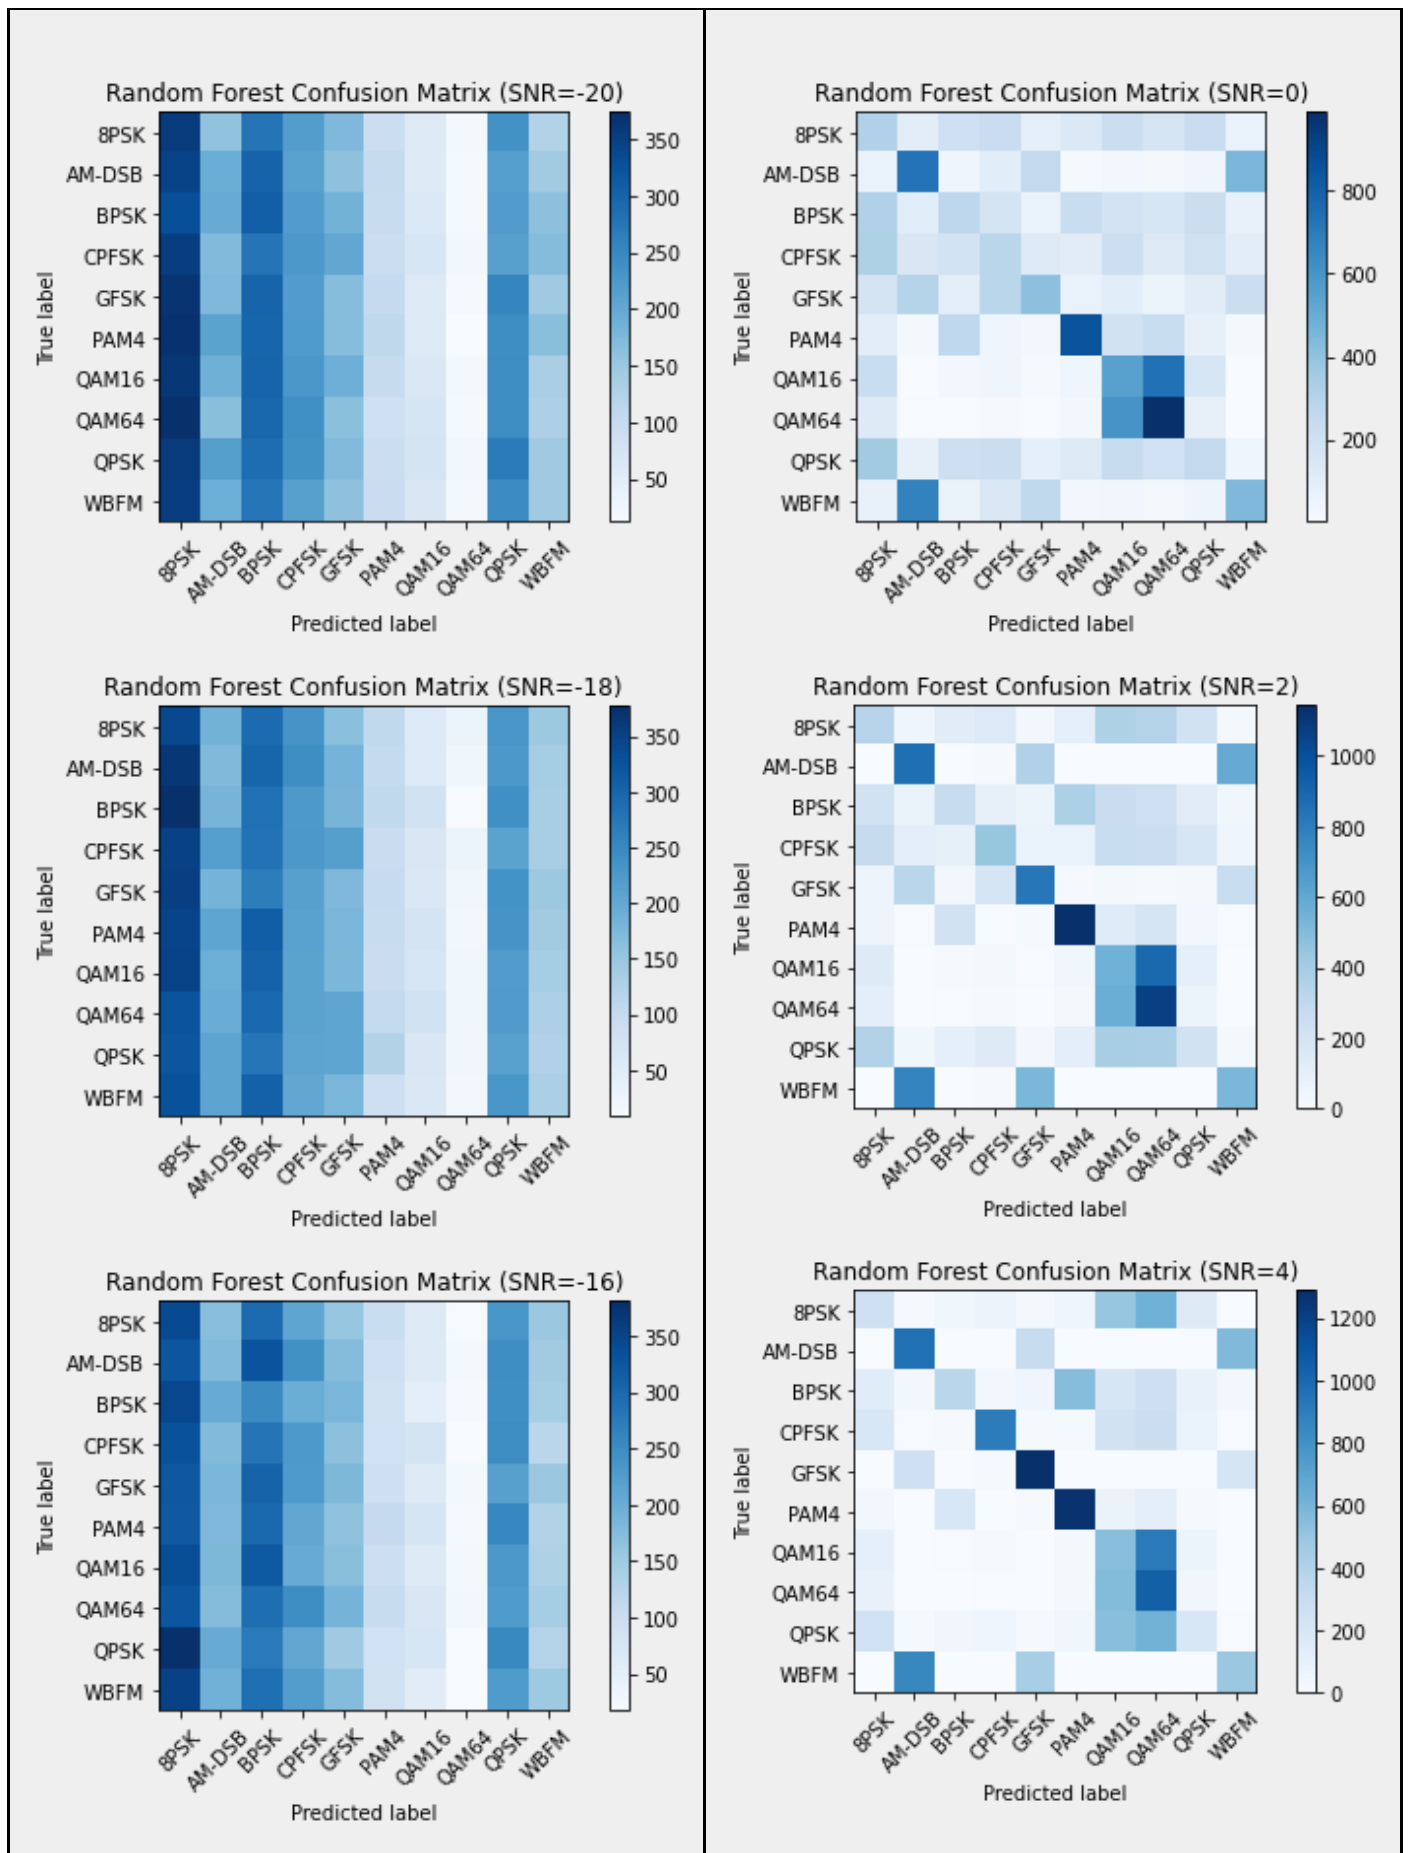 Random Forest Confusion Matrix (SNR=-20)
True label
8PSK
AM-DSB
BPSK
CPFSK
GFSK
PAM4
QAM16
QAM64
QPSK
WBFM
8PSK AM-DSB BPSK CPFSK GFSK PAM4 QAM16 QAM64 QPSK WBFM
Predicted label
350
300
250
200
150
100
50
Random Forest Confusion Matrix (SNR=-18)
True label
8PSK
AM-DSB
BPSK
CPFSK
GFSK
PAM4
QAM16
QAM64
QPSK
WBFM
8PSK AM-DSB BPSK CPFSK GFSK PAM4 QAM16 QAM64 QPSK WBFM
Predicted label
350
300
250
200
150
100
50
Random Forest Confusion Matrix (SNR=-16)
True label
8PSK
AM-DSB
BPSK
CPFSK
GFSK
PAM4
QAM16
QAM64
QPSK
WBFM
8PSK AM-DSB BPSK CPFSK GFSK PAM4 QAM16 QAM64 QPSK WBFM
Predicted label
350
300
250
200
150
100
50
Random Forest Confusion Matrix (SNR=0)
True label
8PSK
AM-DSB
BPSK
CPFSK
GFSK
PAM4
QAM16
QAM64
QPSK
WBFM
8PSK AM-DSB BPSK CPFSK GFSK PAM4 QAM16 QAM64 QPSK WBFM
Predicted label
800
600
400
200
Random Forest Confusion Matrix (SNR=2)
True label
8PSK
AM-DSB
BPSK
CPFSK
GFSK
PAM4
QAM16
QAM64
QPSK
WBFM
8PSK AM-DSB BPSK CPFSK GFSK PAM4 QAM16 QAM64 QPSK WBFM
Predicted label
1000
800
600
400
200
0
Random Forest Confusion Matrix (SNR=4)
True label
8PSK
AM-DSB
BPSK
CPFSK
GFSK
PAM4
QAM16
QAM64
QPSK
WBFM
8PSK AM-DSB BPSK CPFSK GFSK PAM4 QAM16 QAM64 QPSK WBFM
Predicted label
1200
1000
800
600
400
200
0